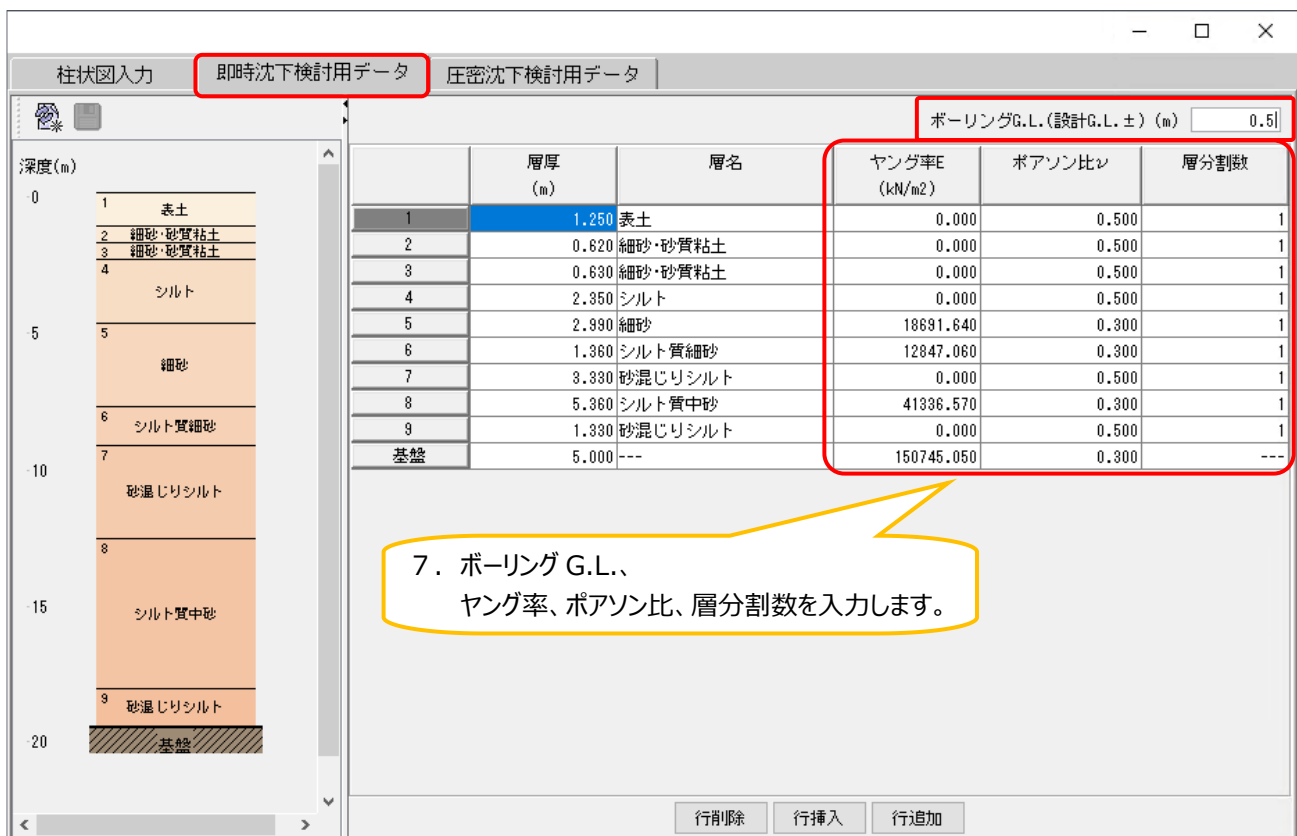 柱状図入力 即時沈下検討用データ 圧密沈下検討用データ
ボーリングG.L.(設計G.L.±) (m) 0.5
深度(m)
-0
1
表土
2 細砂・砂質粘土
3 細砂・砂質粘土
4
シルト
-5
5
細砂
6
シルト質細砂
7
-10
砂混じりシルト
8
-15
シルト質中砂
9
砂混じりシルト
-20
基盤
層厚 層名 ヤング率E ポアソン比ν 層分割数
(m) (kN/m2)
1 1.250 表土 0.000 0.500 1
2 0.620 細砂・砂質粘土 0.000 0.500 1
3 0.630 細砂・砂質粘土 0.000 0.500 1
4 2.350 シルト 0.000 0.500 1
5 2.990 細砂 18691.640 0.300 1
6 1.360 シルト質細砂 12847.060 0.300 1
7 3.330 砂混じりシルト 0.000 0.500 1
8 5.360 シルト質中砂 41336.570 0.300 1
9 1.330 砂混じりシルト 0.000 0.500 1
基盤 5.000 --- 150745.050 0.300 ---
7. ボーリング G.L.、
ヤング率、ポアソン比、層分割数を入力します。
行削除 行挿入 行追加